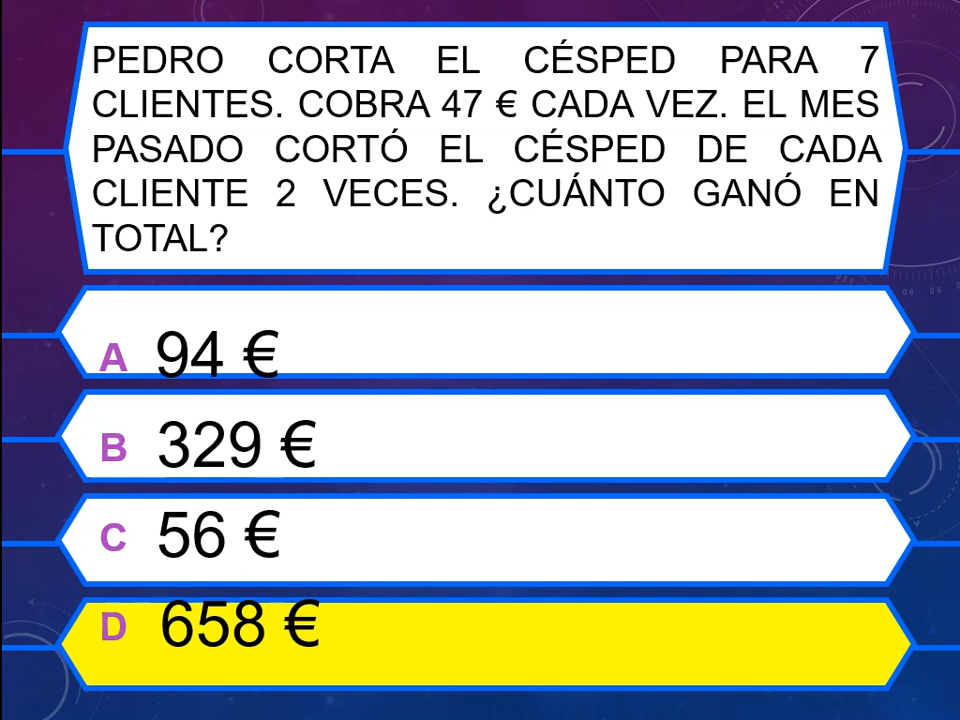 PEDRO CORTA EL CÉSPED PARA 7
CLIENTES. COBRA 47 € CADA VEZ. EL MES
PASADO CORTÓ EL CÉSPED DE CADA
CLIENTE 2 VECES. ¿CUÁNTO GANÓ EN
TOTAL?
A 94 €
B 329 €
C 56 €
D 658 €